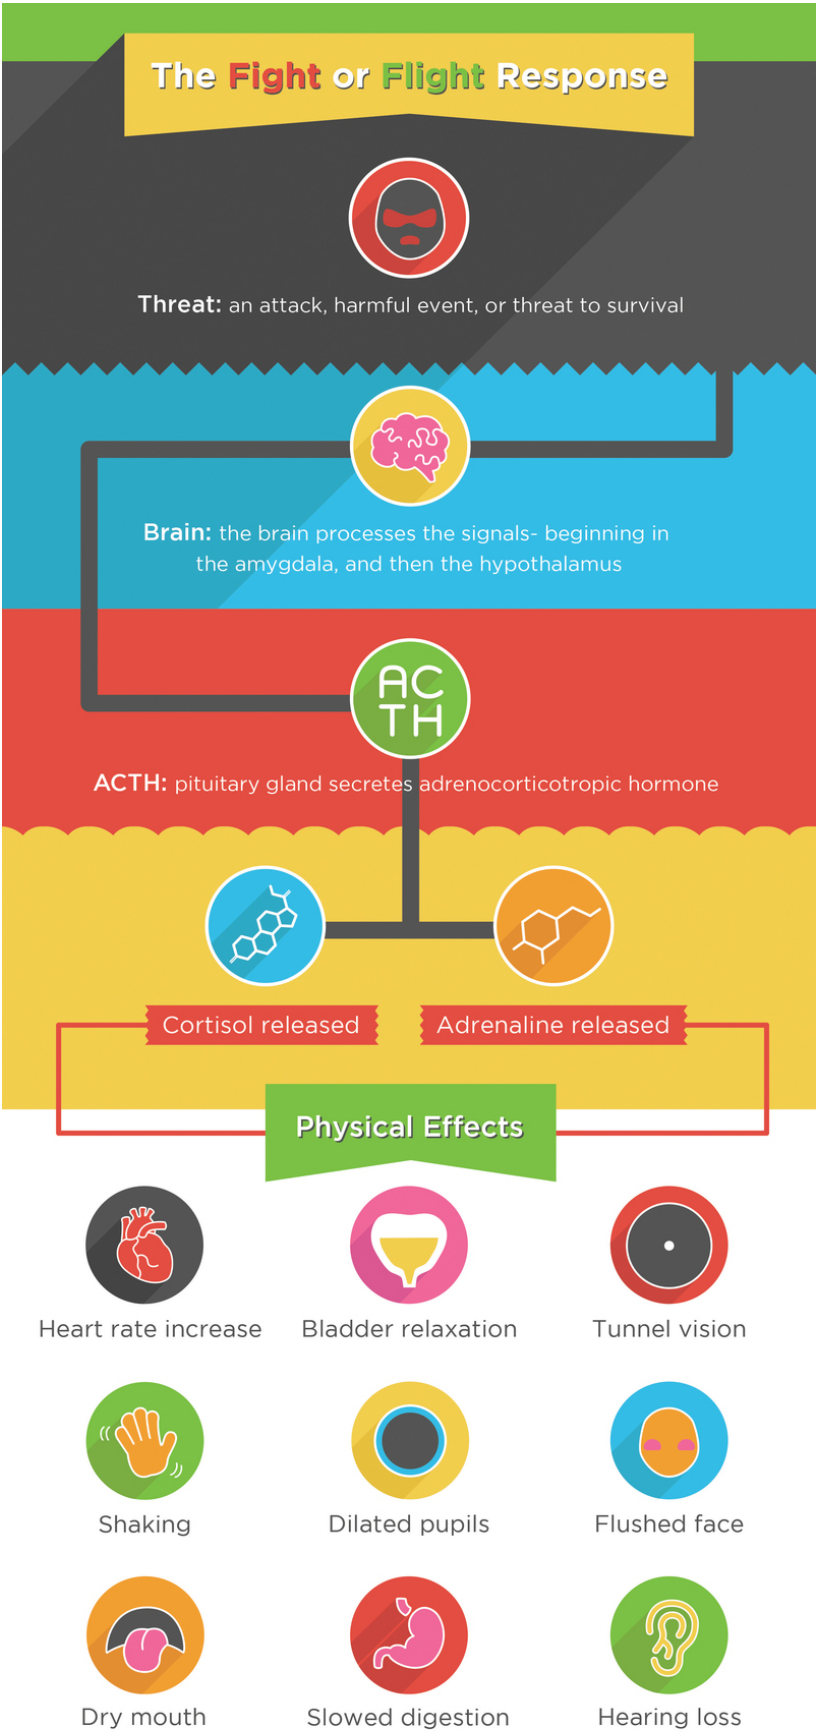 The Fight or Flight Response
Threat: an attack, harmful event, or threat to survival
Brain: the brain processes the signals- beginning in
the amygdala, and then the hypothalamus
AC
TH
ACTH: pituitary gland secretes adrenocorticotropic hormone
Cortisol released
Adrenaline released
Physical Effects
Heart rate increase
Bladder relaxation
Tunnel vision
Shaking
Dilated pupils
Flushed face
Dry mouth
Slowed digestion
Hearing loss